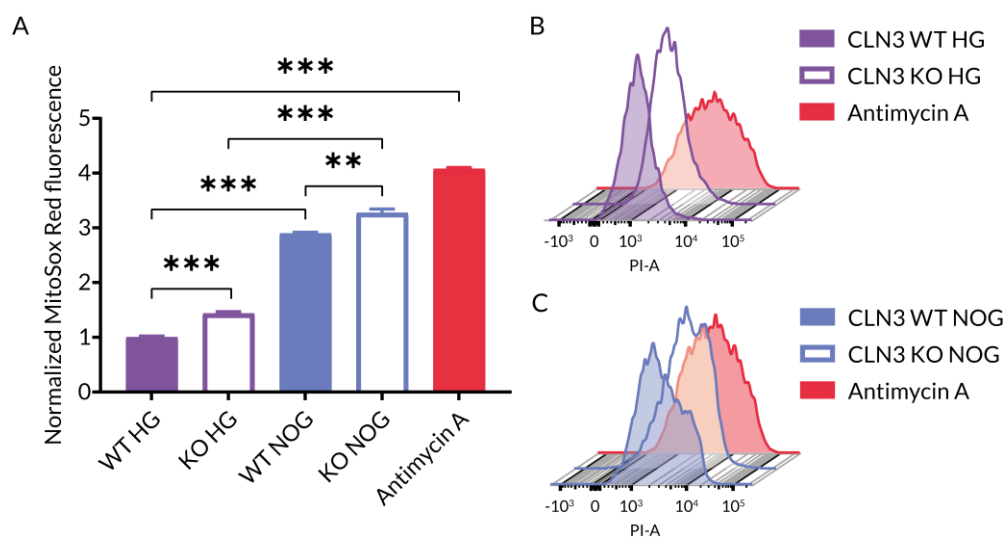 A
Normalized MitoSox Red fluorescence
5
4
3
2
1
0
***
***
***
**
***
WT HG
KO HG
WT NOG
KO NOG
Antimycin A
B
CLN3 WT HG
CLN3 KO HG
Antimycin A
-10³ 0 10³ 10⁴ 10⁵
PI-A
C
CLN3 WT NOG
CLN3 KO NOG
Antimycin A
-10³ 0 10³ 10⁴ 10⁵
PI-A